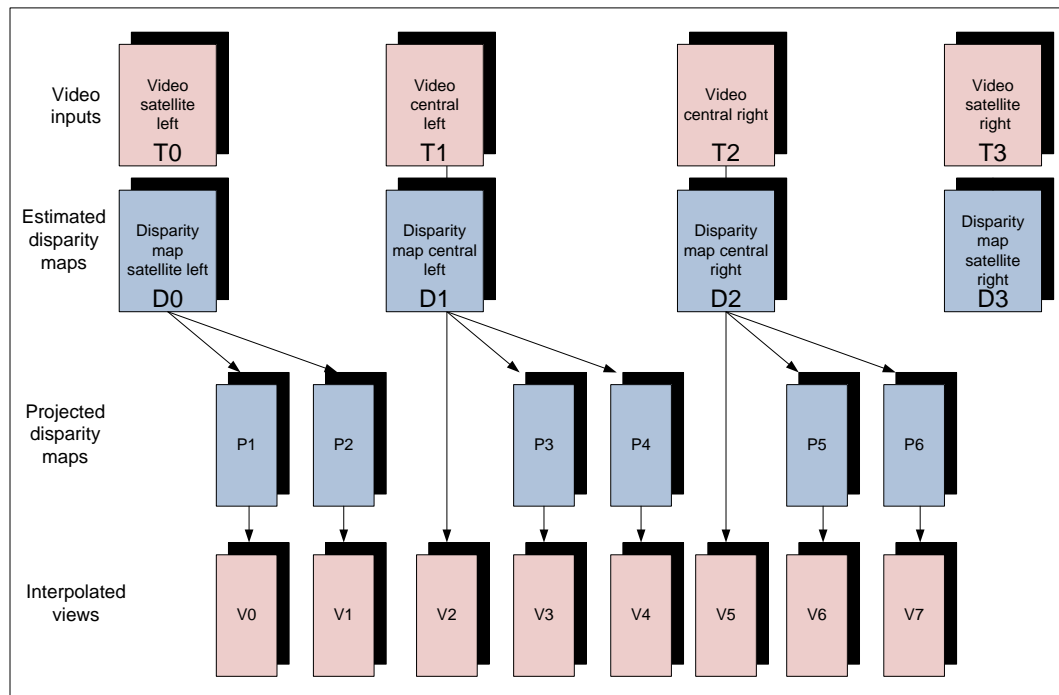 Video
inputs
Video
satellite
left
T0
Video
central
left
T1
Video
central right
T2
Video
satellite
right
T3
Estimated
disparity
maps
Disparity
map
satellite left
D0
Disparity
map central
left
D1
Disparity
map central
right
D2
Disparity
map
satellite
right
D3
Projected
disparity
maps
P1
P2
P3
P4
P5
P6
Interpolated
views
V0
V1
V2
V3
V4
V5
V6
V7